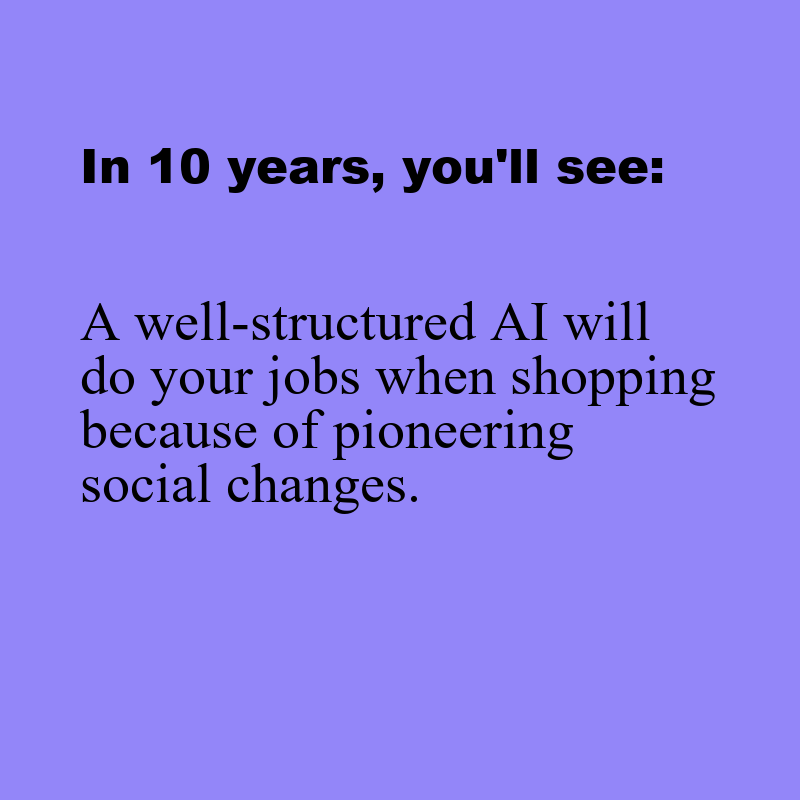 In 10 years, you'll see:
A well-structured AI will
do your jobs when shopping
because of pioneering
social changes.